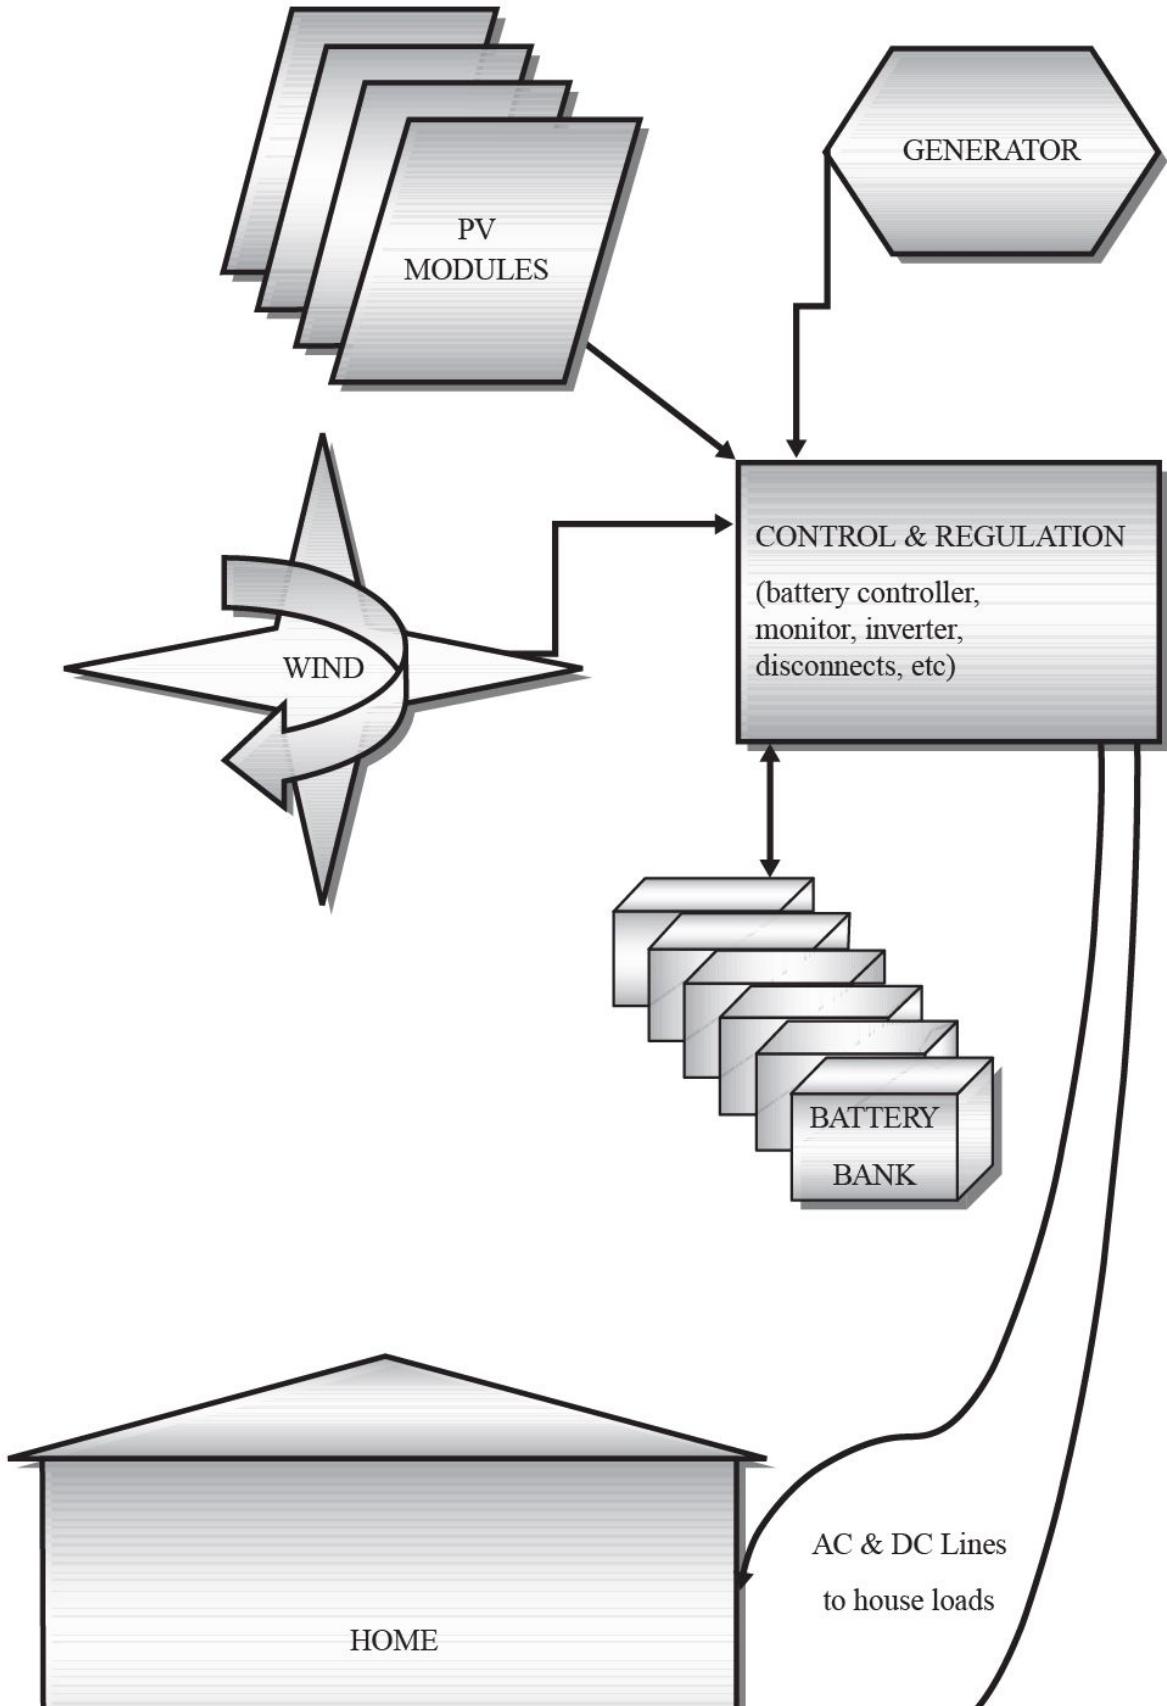 PV
MODULES
GENERATOR
CONTROL & REGULATION
(battery controller,
monitor, inverter,
disconnects, etc)
WIND
BATTERY
BANK
AC & DC Lines
to house loads
HOME